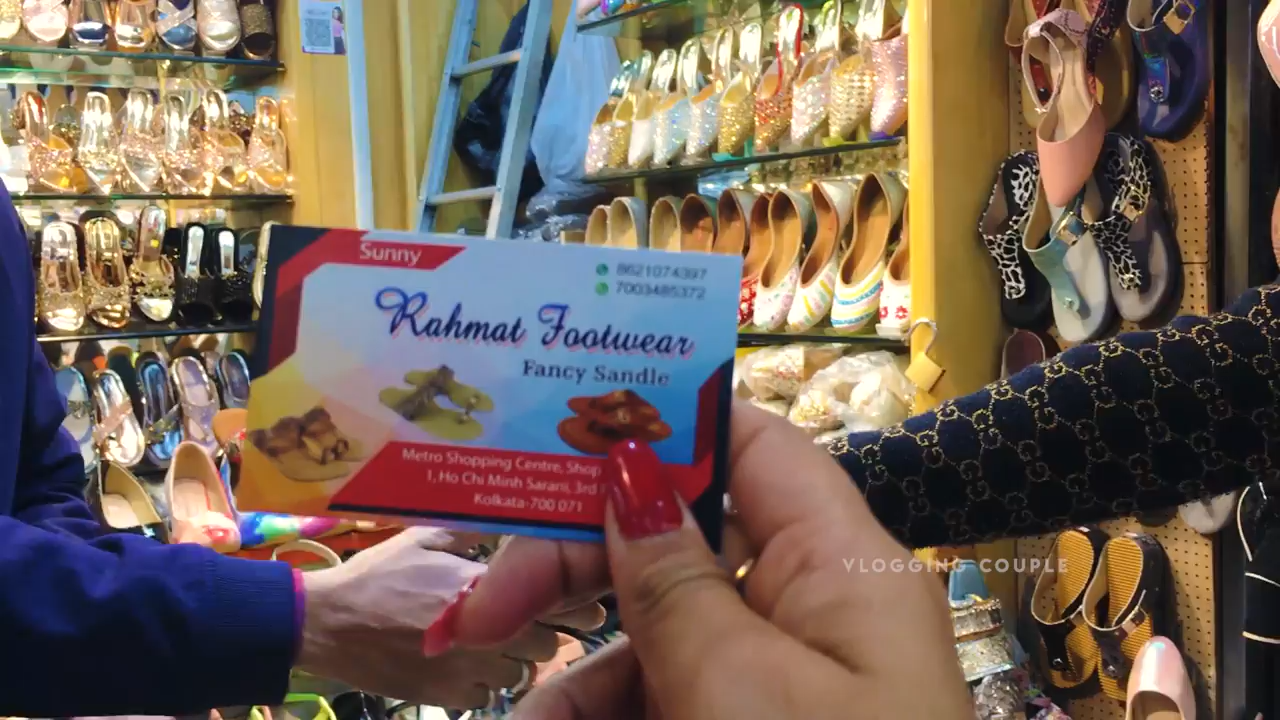 Sunny
8621074397
7003485372
Rahmat Footwear
Fancy Sandle
Metro Shopping Centre, Shop
1, Ho Chi Minh Sarani, 3rd
Kolkata-700 071
VLOGGING COUPLE